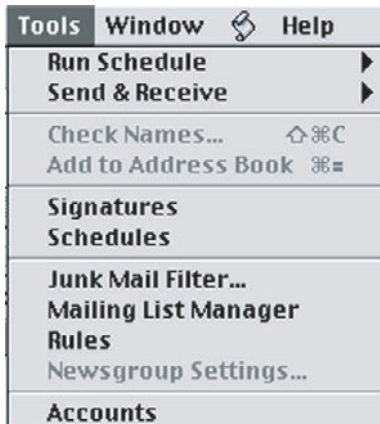 Tools Window Help
Run Schedule
Send & Receive
Check Names... ⇧⌘C
Add to Address Book ⌘=
Signatures
Schedules
Junk Mail Filter...
Mailing List Manager
Rules
Newsgroup Settings...
Accounts